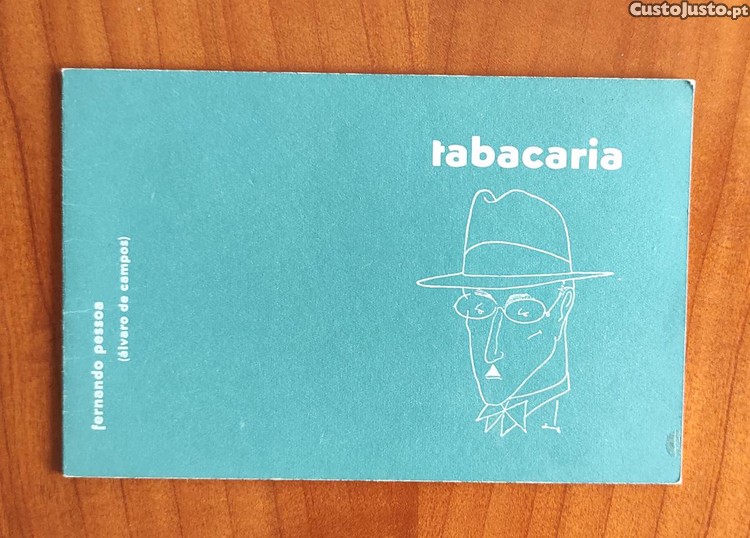 CustoJusto.pt
tabacaria
fernando pessoa
(álvaro de campos)